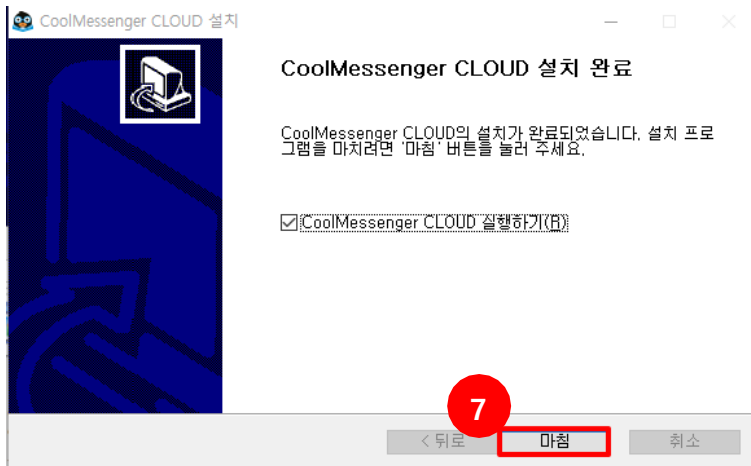 CoolMessenger CLOUD 설치
CoolMessenger CLOUD 설치 완료
CoolMessenger CLOUD의 설치가 완료되었습니다. 설치 프로
그램을 마치려면 '마침' 버튼을 눌러 주세요.
CoolMessenger CLOUD 실행하기(R)
7
< 뒤로 마침 취소